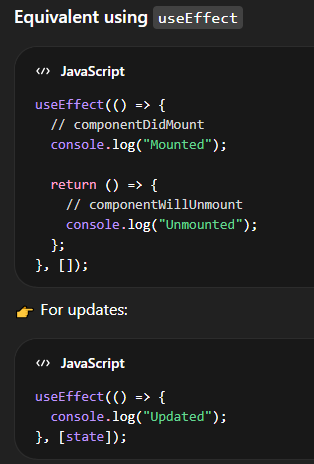 Equivalent using useEffect
</> JavaScript
useEffect(() => {
  // componentDidMount
  console.log("Mounted");

  return () => {
    // componentWillUnmount
    console.log("Unmounted");
  };
}, []);
👉 For updates:
</> JavaScript
useEffect(() => {
  console.log("Updated");
}, [state]);